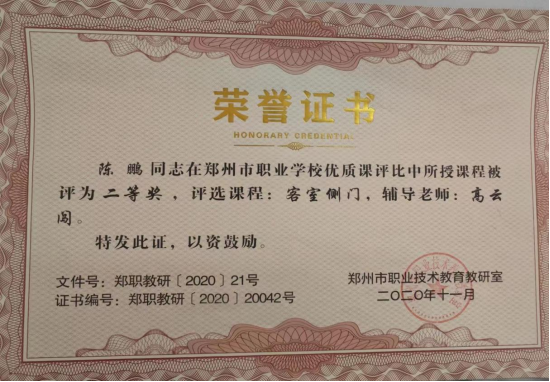 荣誉证书
HONORARY CREDENTIAL
陈 鹏 同志在郑州市职业学校优质课评比中所授课程被
评为 二等奖 ，评选课程：客室侧门，辅导老师：高云
阁。
特发此证，以资鼓励。
文件号：郑职教研〔2020〕21号
证书编号：郑职教研〔2020〕20042号
郑州市职业技术教育教研室
二〇二〇年十一月